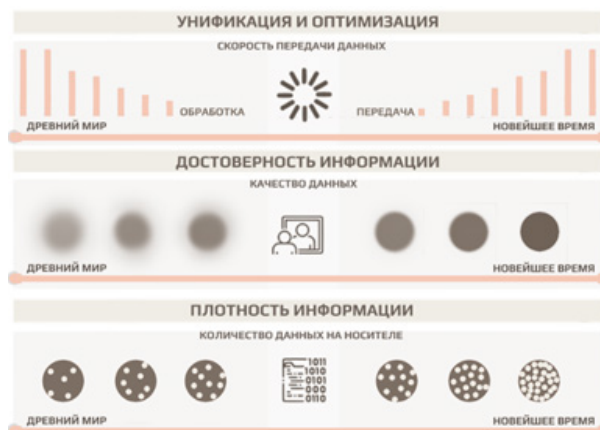 УНИФИКАЦИЯ И ОПТИМИЗАЦИЯ
СКОРОСТЬ ПЕРЕДАЧИ ДАННЫХ
ОБРАБОТКА
ПЕРЕДАЧА
ДРЕВНИЙ МИР
НОВЕЙШЕЕ ВРЕМЯ
ДОСТОВЕРНОСТЬ ИНФОРМАЦИИ
КАЧЕСТВО ДАННЫХ
ДРЕВНИЙ МИР
НОВЕЙШЕЕ ВРЕМЯ
ПЛОТНОСТЬ ИНФОРМАЦИИ
КОЛИЧЕСТВО ДАННЫХ НА НОСИТЕЛЕ
1011
1010
0101
000
0110
ДРЕВНИЙ МИР
НОВЕЙШЕЕ ВРЕМЯ